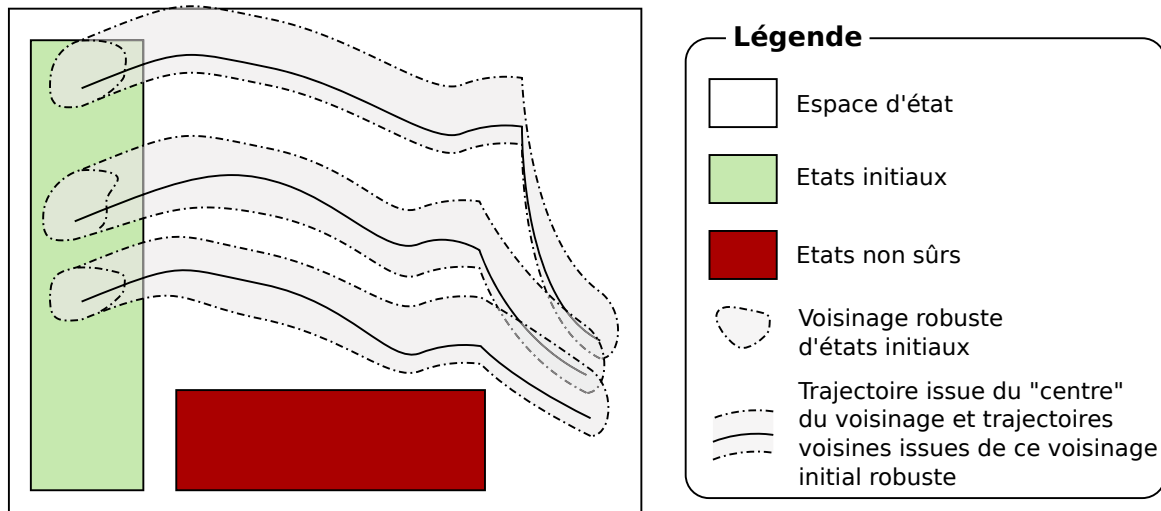 Légende
Espace d'état
Etats initiaux
Etats non sûrs
Voisinage robuste
d'états initiaux
Trajectoire issue du "centre"
du voisinage et trajectoires
voisines issues de ce voisinage
initial robuste